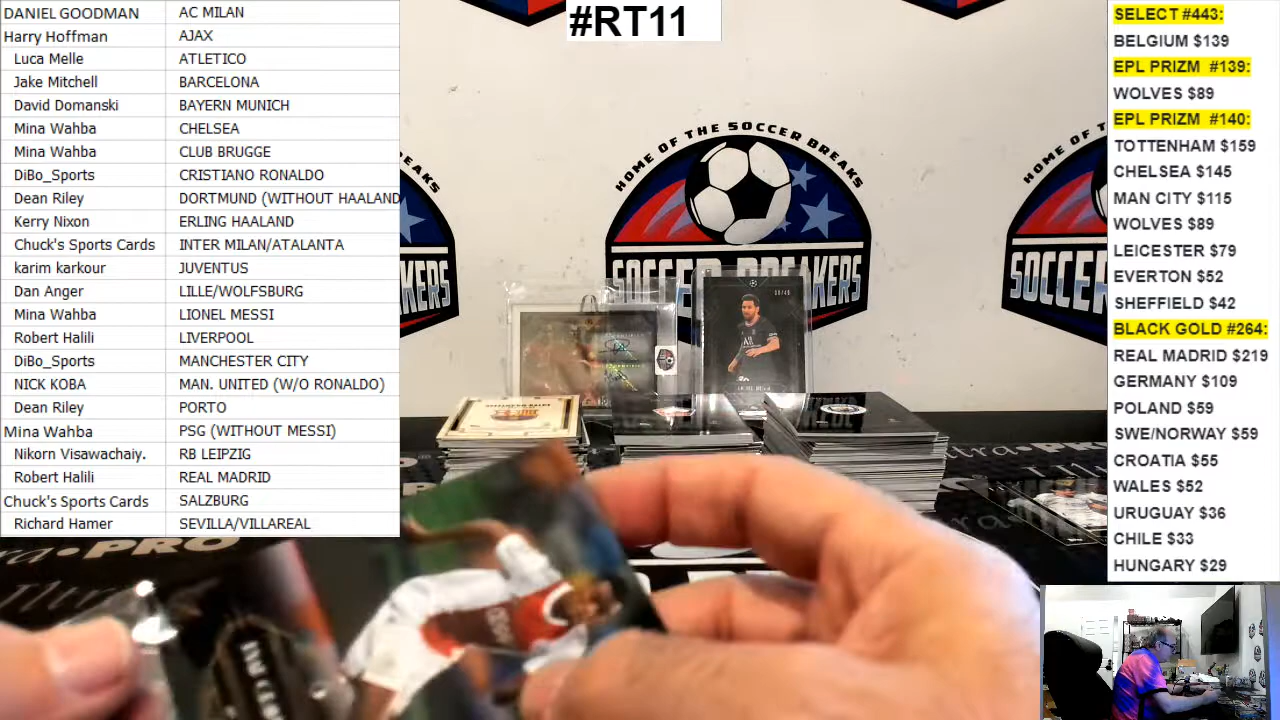 DANIEL GOODMAN AC MILAN
Harry Hoffman AJAX
Luca Melle ATLETICO
Jake Mitchell BARCELONA
David Domanski BAYERN MUNICH
Mina Wahba CHELSEA
Mina Wahba CLUB BRUGGE
DiBo_Sports CRISTIANO RONALDO
Dean Riley DORTMUND (WITHOUT HAALAND
Kerry Nixon ERLING HAALAND
Chuck's Sports Cards INTER MILAN/ATALANTA
karim karkour JUVENTUS
Dan Anger LILLE/WOLFSBURG
Mina Wahba LIONEL MESSI
Robert Halili LIVERPOOL
DiBo_Sports MANCHESTER CITY
NICK KOBA MAN. UNITED (W/O RONALDO)
Dean Riley PORTO
Mina Wahba PSG (WITHOUT MESSI)
Nikorn Visawachaiy. RB LEIPZIG
Robert Halili REAL MADRID
Chuck's Sports Cards SALZBURG
Richard Hamer SEVILLA/VILLAREAL
#RT11
HOME OF THE SOCCER BREAKS
SOCCER BREAKERS
EAKS
KERS
HOME OF T
SOCC
PRO
SELECT #443:
BELGIUM $139
EPL PRIZM #139:
WOLVES $89
EPL PRIZM #140:
TOTTENHAM $159
CHELSEA $145
MAN CITY $115
WOLVES $89
LEICESTER $79
EVERTON $52
SHEFFIELD $42
BLACK GOLD #264:
REAL MADRID $219
GERMANY $109
POLAND $59
SWE/NORWAY $59
CROATIA $55
WALES $52
URUGUAY $36
CHILE $33
HUNGARY $29